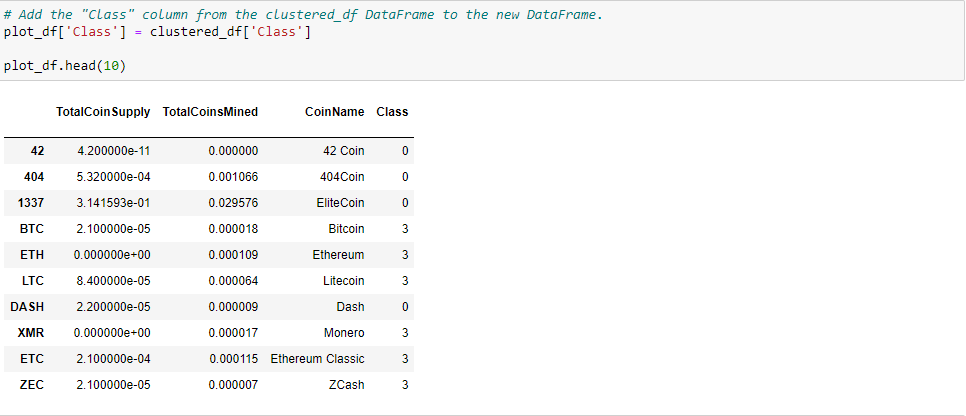 # Add the "Class" column from the clustered_df DataFrame to the new DataFrame.
plot_df['Class'] = clustered_df['Class']
plot_df.head(10)
TotalCoinSupply TotalCoinsMined CoinName Class
42 4.200000e-11 0.000000 42 Coin 0
404 5.320000e-04 0.001066 404Coin 0
1337 3.141593e-01 0.029576 EliteCoin 0
BTC 2.100000e-05 0.000018 Bitcoin 3
ETH 0.000000e+00 0.000109 Ethereum 3
LTC 8.400000e-05 0.000064 Litecoin 3
DASH 2.200000e-05 0.000009 Dash 0
XMR 0.000000e+00 0.000017 Monero 3
ETC 2.100000e-04 0.000115 Ethereum Classic 3
ZEC 2.100000e-05 0.000007 ZCash 3